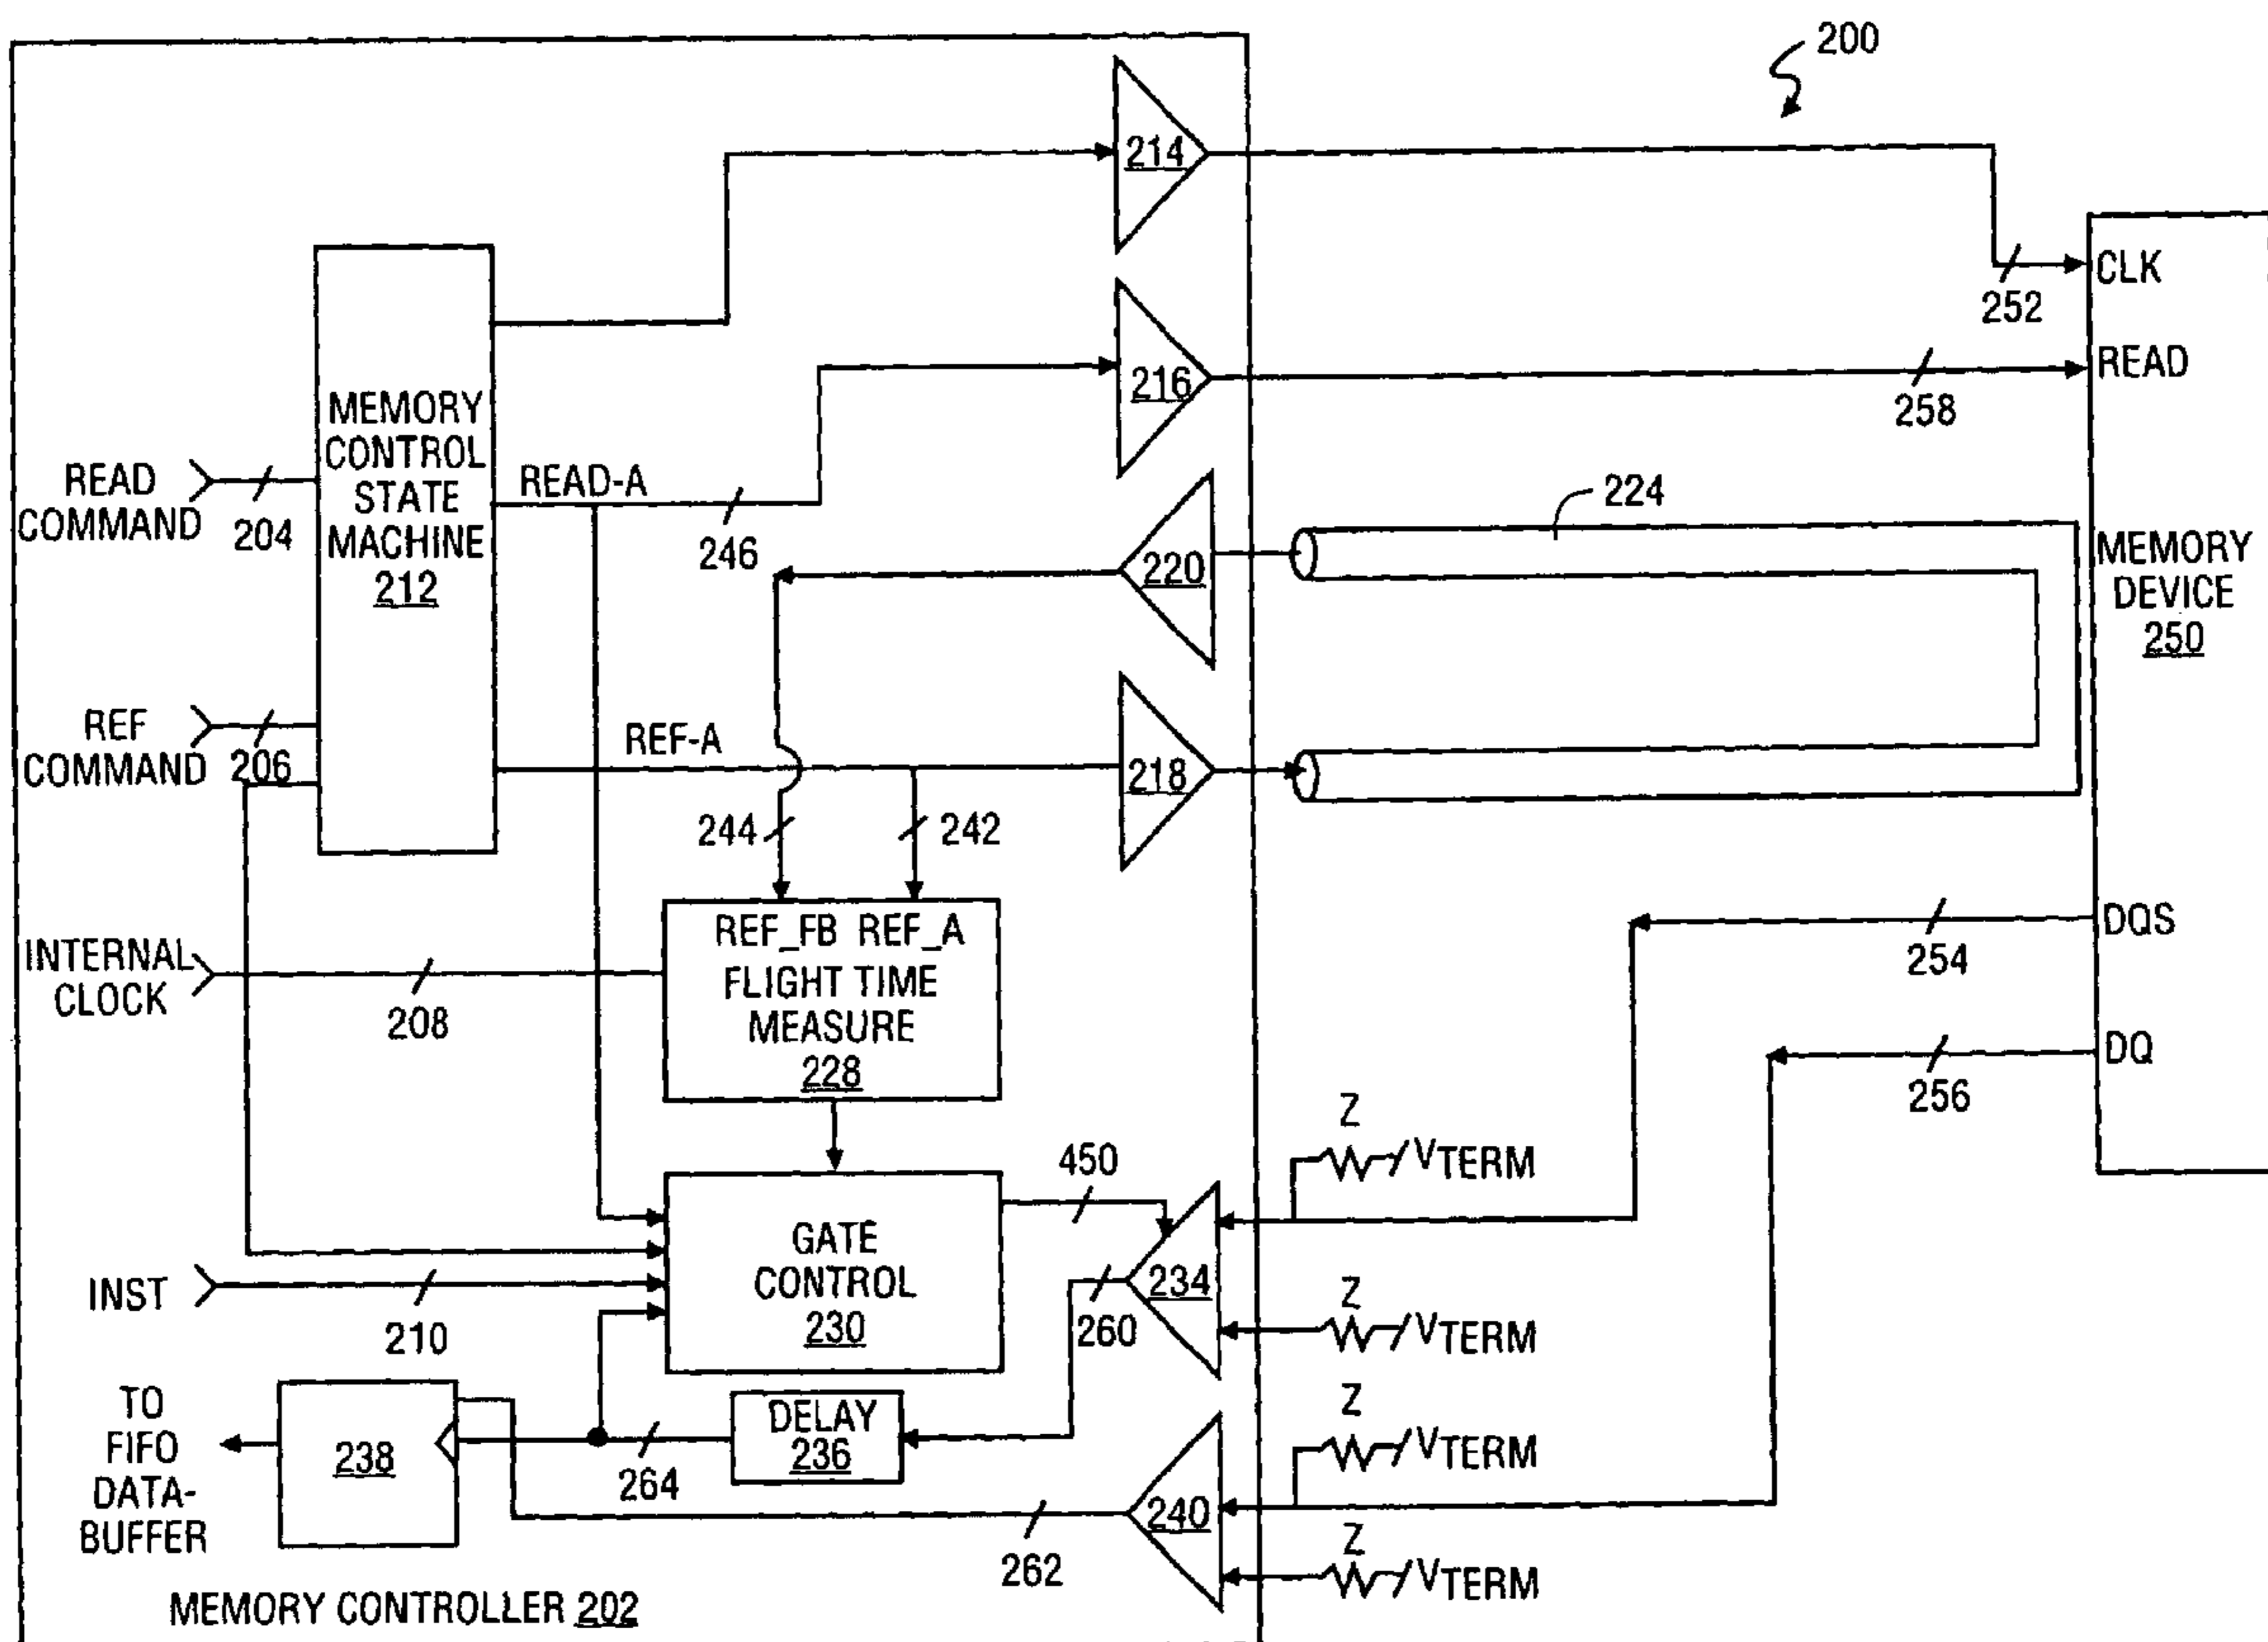 200
214
CLK
252
216
READ
258
MEMORY
CONTROL
STATE
MACHINE
212
READ
COMMAND
204
READ-A
246
224
220
MEMORY
DEVICE
250
REF
COMMAND
206
REF-A
218
244
242
REF_FB REF_A
FLIGHT TIME
MEASURE
228
INTERNAL
CLOCK
208
DQS
254
DQ
256
450
Z
VTERM
GATE
CONTROL
230
234
260
Z
VTERM
INST
210
TO
FIFO
DATA-
BUFFER
238
264
DELAY
236
Z
VTERM
240
262
Z
VTERM
MEMORY CONTROLLER 202